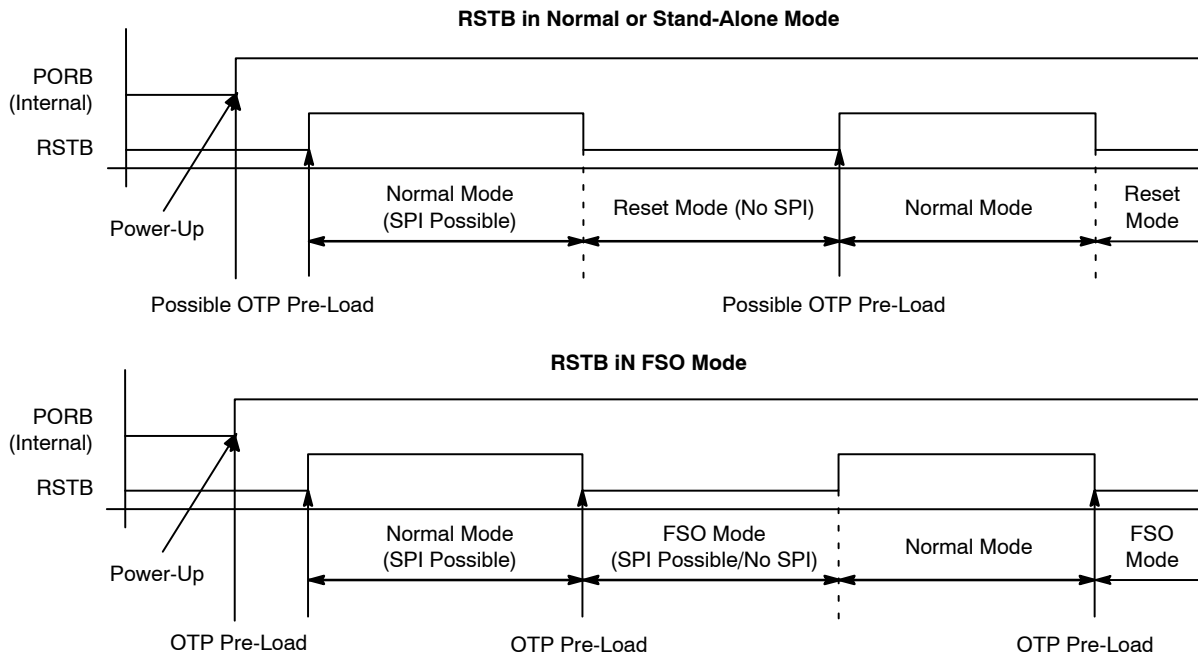 RSTB in Normal or Stand-Alone Mode
PORB
(Internal)
RSTB
Normal Mode
(SPI Possible)
Reset Mode (No SPI)
Normal Mode
Reset
Mode
Power-Up
Possible OTP Pre-Load
Possible OTP Pre-Load
RSTB iN FSO Mode
PORB
(Internal)
RSTB
Normal Mode
(SPI Possible)
FSO Mode
(SPI Possible/No SPI)
Normal Mode
FSO
Mode
Power-Up
OTP Pre-Load
OTP Pre-Load
OTP Pre-Load